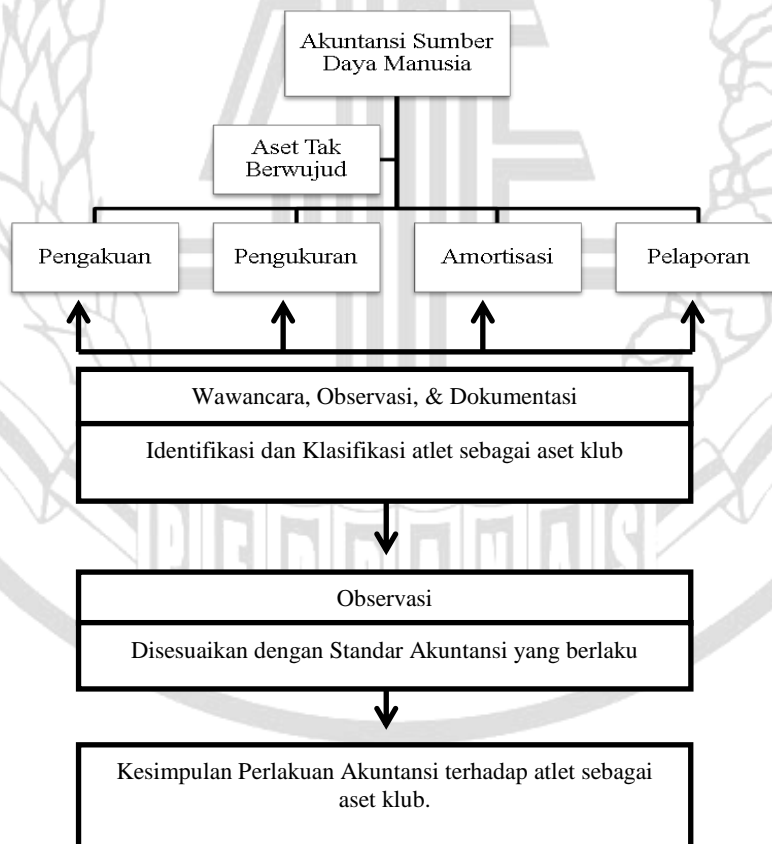 Akuntansi Sumber
Daya Manusia
Aset Tak
Berwujud
Pengakuan
Pengukuran
Amortisasi
Pelaporan
Wawancara, Observasi, & Dokumentasi
Identifikasi dan Klasifikasi atlet sebagai aset klub
PERBANAS
Observasi
Disesuaikan dengan Standar Akuntansi yang berlaku
Kesimpulan Perlakuan Akuntansi terhadap atlet sebagai
aset klub.